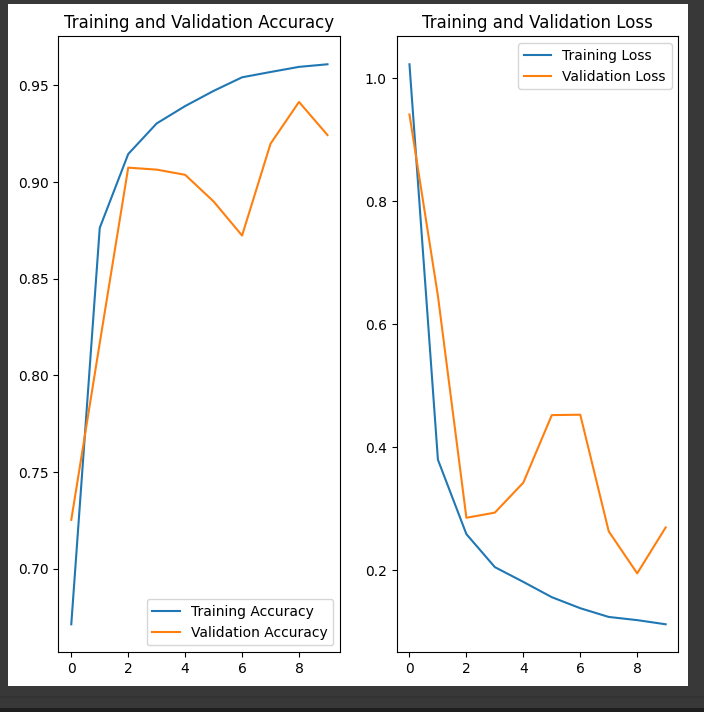 Training and Validation Accuracy
0.95
0.90
0.85
0.80
0.75
0.70
Training Accuracy
Validation Accuracy
0 2 4 6 8
Training and Validation Loss
Training Loss
Validation Loss
1.0
0.8
0.6
0.4
0.2
0 2 4 6 8